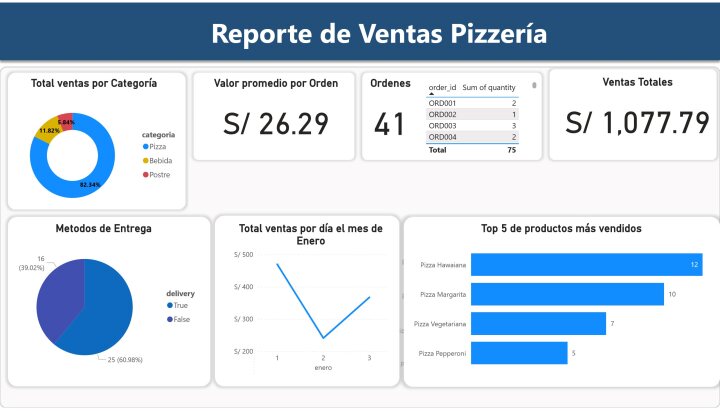 Reporte de Ventas Pizzería
Total ventas por Categoría
5.84%
11.82%
82.34%
categoria
Pizza
Bebida
Postre
Valor promedio por Orden
S/ 26.29
Ordenes
41
order_id Sum of quantity
ORD001 2
ORD002 1
ORD003 3
ORD004 2
Total 75
Ventas Totales
S/ 1,077.79
Metodos de Entrega
16
(39.02%)
25 (60.98%)
delivery
True
False
Total ventas por día el mes de
Enero
S/ 500
S/ 400
S/ 300
S/ 200
1 2 3
enero
Top 5 de productos más vendidos
Pizza Hawaiana 12
Pizza Margarita 10
Pizza Vegetariana 7
Pizza Pepperoni 5